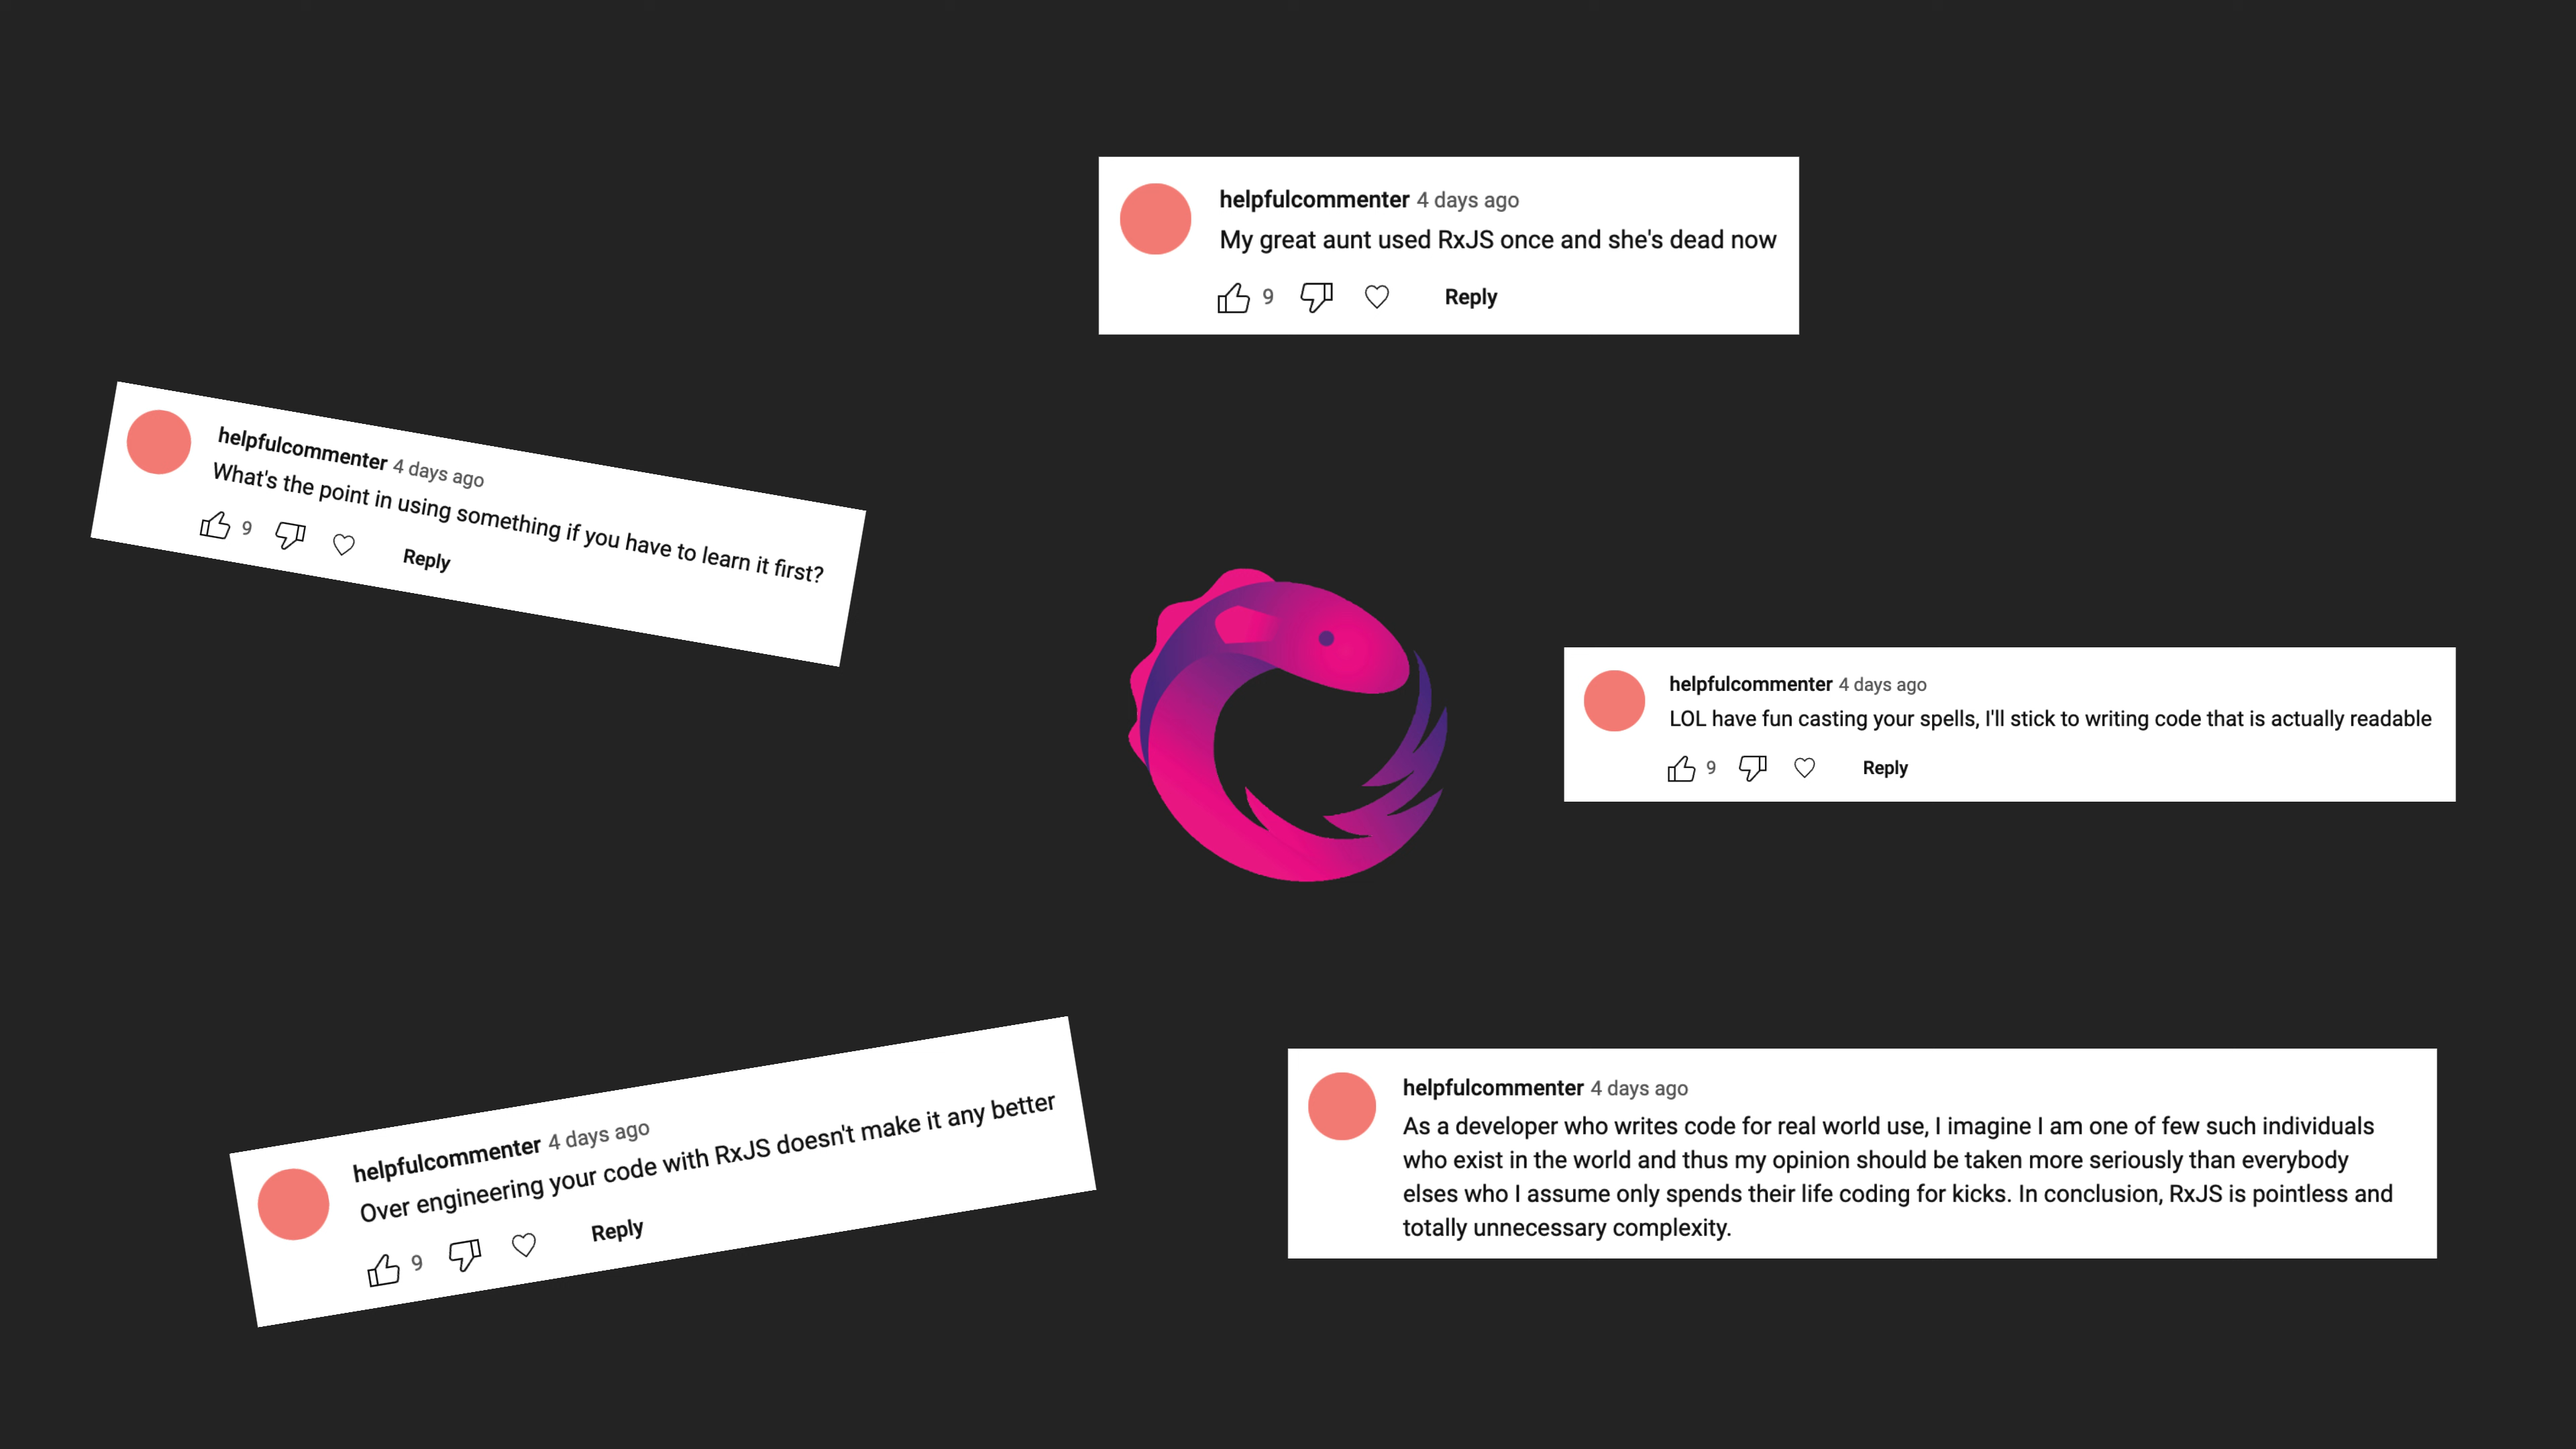 helpfulcommenter 4 days ago
My great aunt used RxJS once and she's dead now
9 Reply
helpfulcommenter 4 days ago
What's the point in using something if you have to learn it first?
9 Reply
helpfulcommenter 4 days ago
LOL have fun casting your spells, I'll stick to writing code that is actually readable
9 Reply
helpfulcommenter 4 days ago
Over engineering your code with RxJS doesn't make it any better
9 Reply
helpfulcommenter 4 days ago
As a developer who writes code for real world use, I imagine I am one of few such individuals
who exist in the world and thus my opinion should be taken more seriously than everybody
elses who I assume only spends their life coding for kicks. In conclusion, RxJS is pointless and
totally unnecessary complexity.